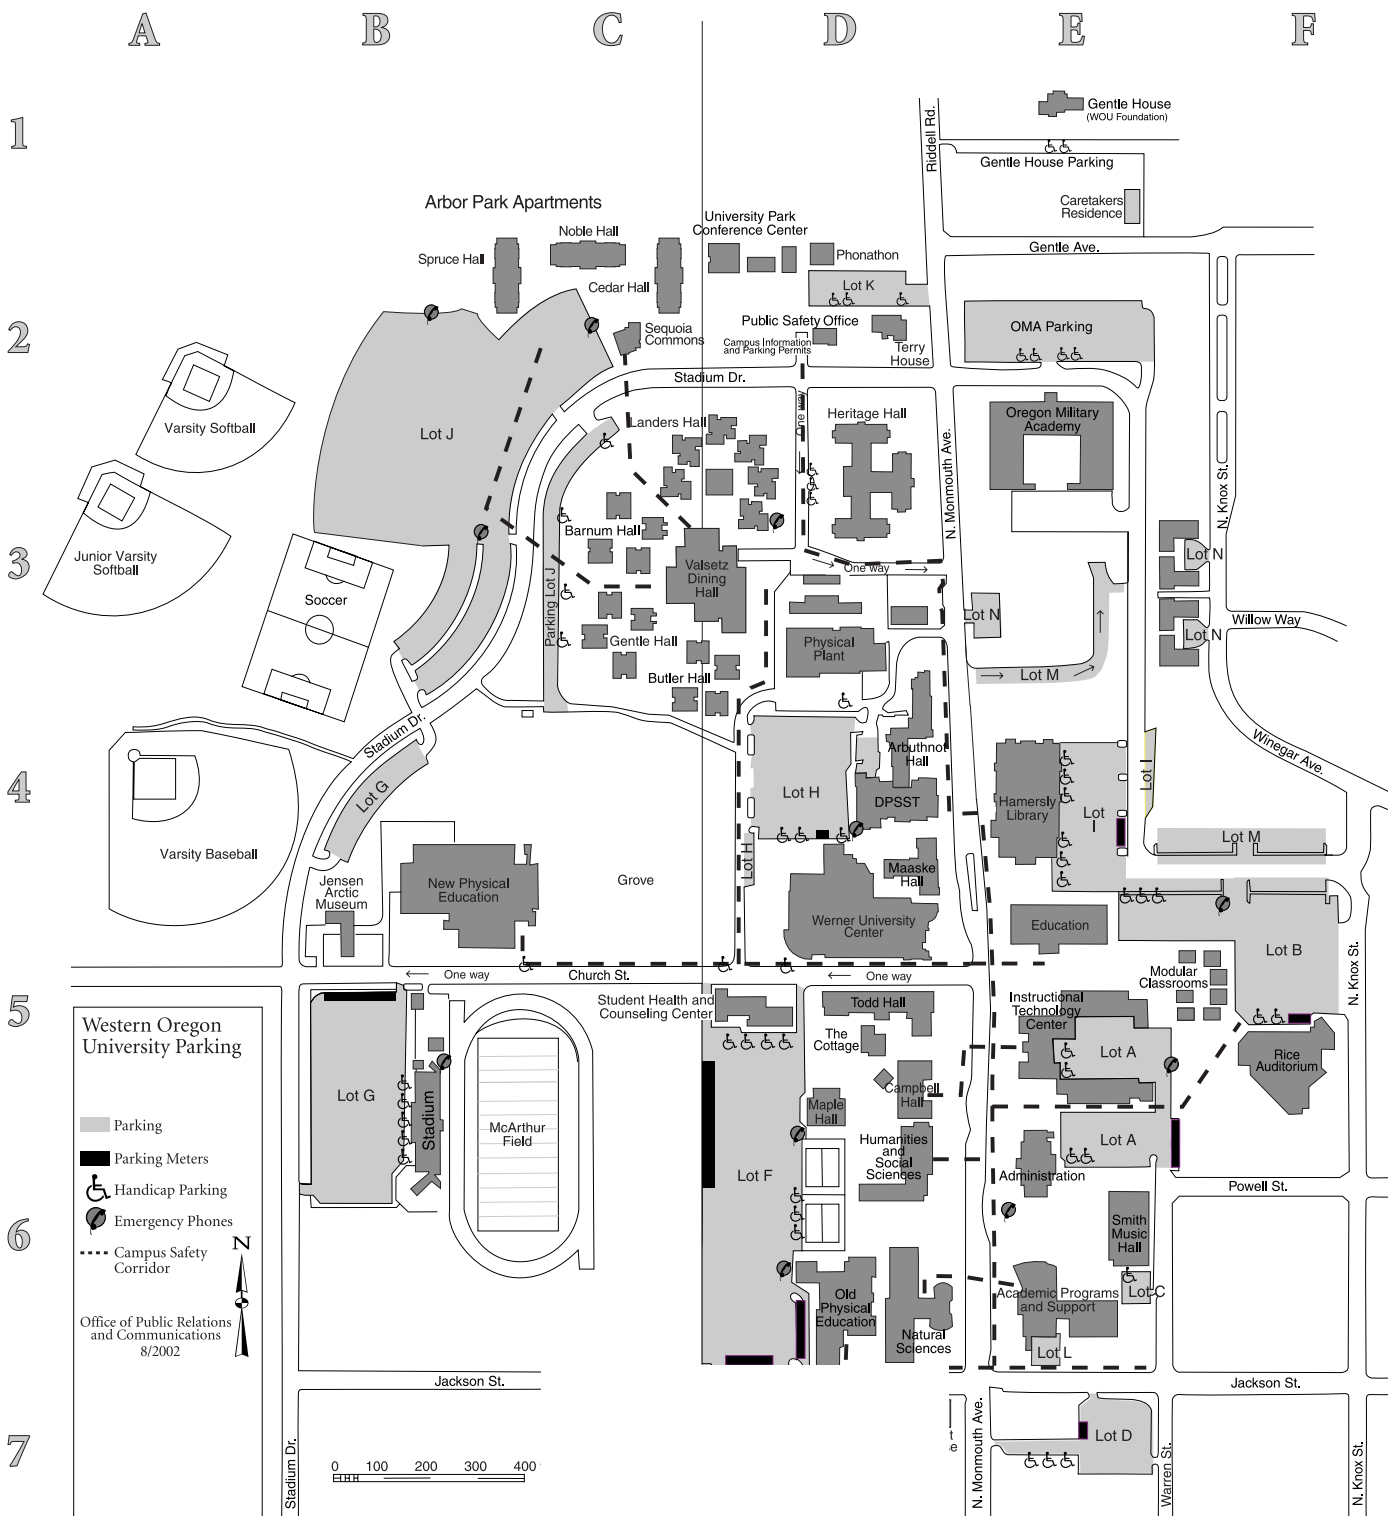 A B C D E F
1
2
3
4
5
6
7
Gentle House
(WOU Foundation)
Riddell Rd.
Gentle House Parking
Caretakers
Residence
Gentle Ave.
Arbor Park Apartments
Noble Hall
Spruce Hall
Cedar Hall
University Park
Conference Center
Phonathon
Lot K
Sequoia
Commons
Public Safety Office
Campus Information
and Parking Permits
Terry
House
OMA Parking
Stadium Dr.
Varsity Softball
Lot J
Landers Hall
One way
Heritage Hall
N. Monmouth Ave.
Oregon Military
Academy
N. Knox St.
Junior Varsity
Softball
Soccer
Barnum Hall
Valsetz
Dining
Hall
One way
Lot N
Parking Lot J
Gentle Hall
Butler Hall
Physical
Plant
Lot N
Lot N
Willow Way
Lot M
Stadium Dr.
Arbuthnot
Hall
Winegar Ave.
Lot G
Lot H
DPSST
Hamersly
Library
Lot
I
Lot I
Lot M
Varsity Baseball
Lot H
Maaske
Hall
Jensen
Arctic
Museum
New Physical
Education
Grove
Werner University
Center
Education
Lot B
N. Knox St.
One way
Church St.
One way
Modular
Classrooms
Student Health and
Counseling Center
Todd Hall
Instructional
Technology
Center
The
Cottage
Lot A
Rice
Auditorium
Western Oregon
University Parking
Parking
Parking Meters
Handicap Parking
Emergency Phones
Campus Safety
Corridor
N
Office of Public Relations
and Communications
8/2002
Lot G
Stadium
McArthur
Field
Campbell
Hall
Maple
Hall
Humanities
and
Social
Sciences
Lot F
Lot A
Administration
Powell St.
Smith
Music
Hall
Lot C
Academic Programs
and Support
Old
Physical
Education
Natural
Sciences
Lot L
Jackson St.
Jackson St.
Stadium Dr.
0 100 200 300 400
N. Monmouth Ave.
Lot D
Warren St.
N. Knox St.